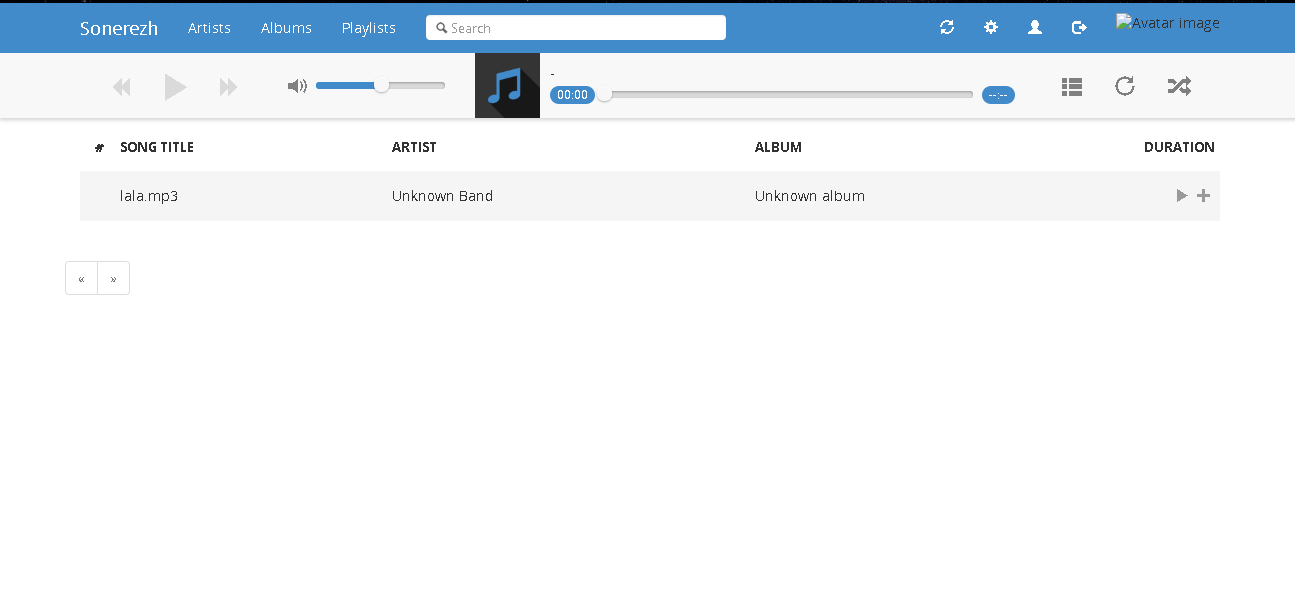 Sonerezh Artists Albums Playlists Search Avatar image
-
00:00 --:--
# SONG TITLE ARTIST ALBUM DURATION
lala.mp3 Unknown Band Unknown album
« »